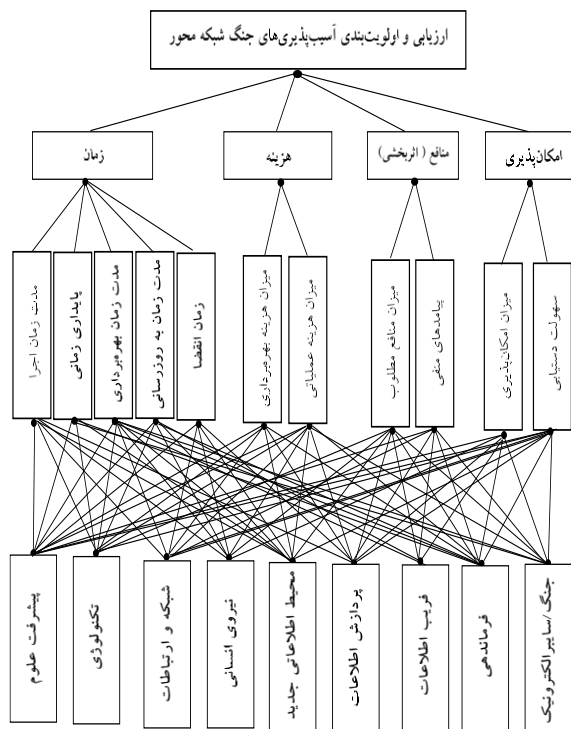 ارزیابی و اولویت‌بندی آسیب‌پذیری‌های جنگ شبکه محور
امکان‌پذیری
منافع ( اثربخشی)
هزینه
زمان
سهولت دستیابی
میزان امکان‌پذیری
پیامدهای منفی
میزان منافع مطلوب
میزان هزینه عملیاتی
میزان هزینه بهره‌برداری
زمان انقضا
مدت زمان به روزرسانی
مدت زمان بهره‌برداری
پایداری زمانی
مدت زمان اجرا
جنگ /سایبرالکترونیک
فرماندهی
فریب اطلاعات
پردازش اطلاعات
محیط اطلاعاتی جدید
نیروی انسانی
شبکه و ارتباطات
تکنولوژی
پیشرفت علوم